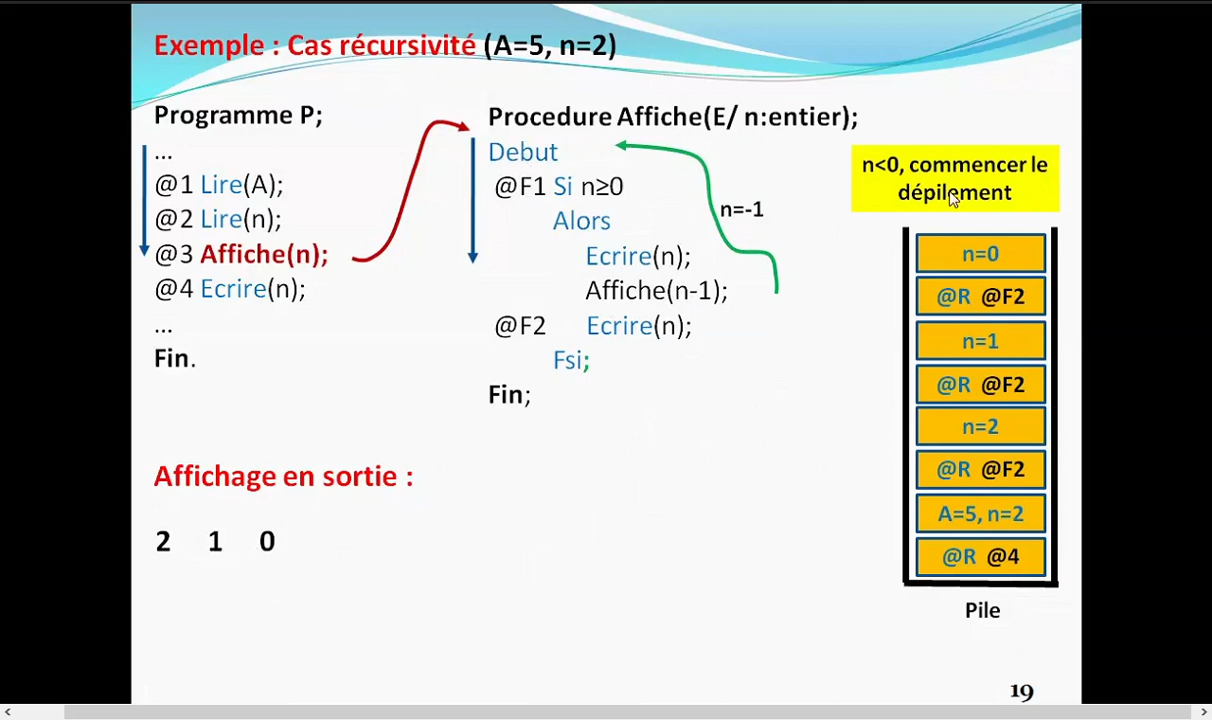 Exemple : Cas récursivité (A=5, n=2)
Programme P;
...
@1 Lire(A);
@2 Lire(n);
@3 Affiche(n);
@4 Ecrire(n);
...
Fin.
Procedure Affiche(E/ n:entier);
Debut
@F1 Si n≥0
Alors
Ecrire(n);
Affiche(n-1);
@F2 Ecrire(n);
Fsi;
Fin;
n=-1
n<0, commencer le
dépilement
n=0
@R @F2
n=1
@R @F2
n=2
@R @F2
A=5, n=2
@R @4
Pile
Affichage en sortie :
2 1 0
19